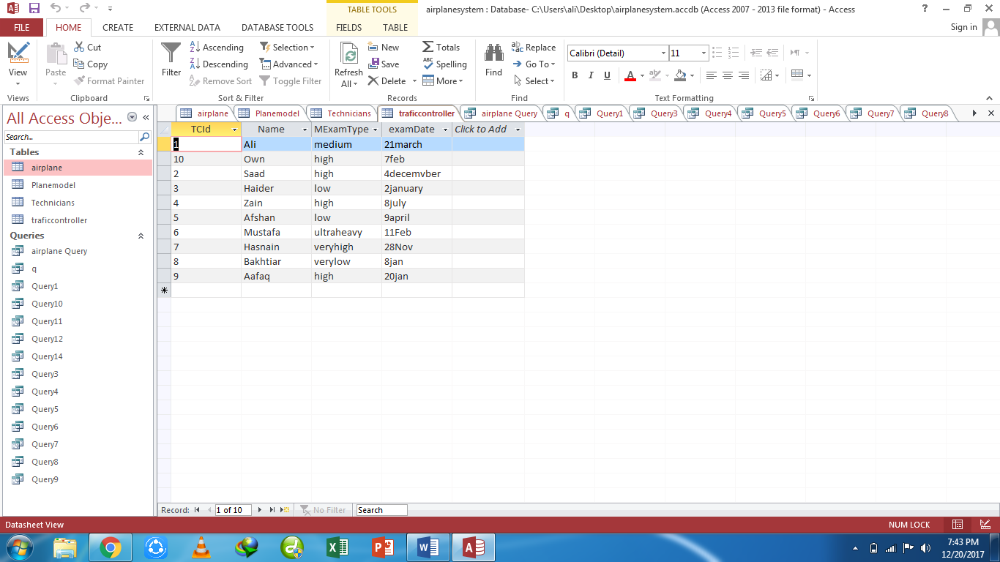 TABLE TOOLS
airplanesystem : Database- C:\Users\ali\Desktop\airplanesystem.accdb (Access 2007 - 2013 file format) - Access
?
FILE HOME CREATE EXTERNAL DATA DATABASE TOOLS FIELDS TABLE Sign in
View
Views
Paste
Cut
Copy
Format Painter
Clipboard
Filter
Ascending
Descending
Remove Sort
Selection
Advanced
Toggle Filter
Sort & Filter
Refresh
All
New
Save
Delete
Totals
Spelling
More
Records
Find
Replace
Go To
Select
Find
Calibri (Detail) 11
B I U A
Text Formatting
All Access Obje...
Search...
Tables
airplane
Planemodel
Technicians
traficcontroller
Queries
airplane Query
q
Query1
Query10
Query11
Query12
Query14
Query3
Query4
Query5
Query6
Query7
Query8
Query9
airplane Planemodel Technicians traficcontroller airplane Query q Query1 Query3 Query4 Query5 Query6 Query7 Query8
TCId Name MExamType examDate Click to Add
1 Ali medium 21march
10 Own high 7feb
2 Saad high 4decemvber
3 Haider low 2january
4 Zain high 8july
5 Afshan low 9april
6 Mustafa ultraheavy 11Feb
7 Hasnain veryhigh 28Nov
8 Bakhtiar verylow 8jan
9 Aafaq high 20jan
Record: 1 of 10 No Filter Search
Datasheet View NUM LOCK
7:43 PM
12/20/2017